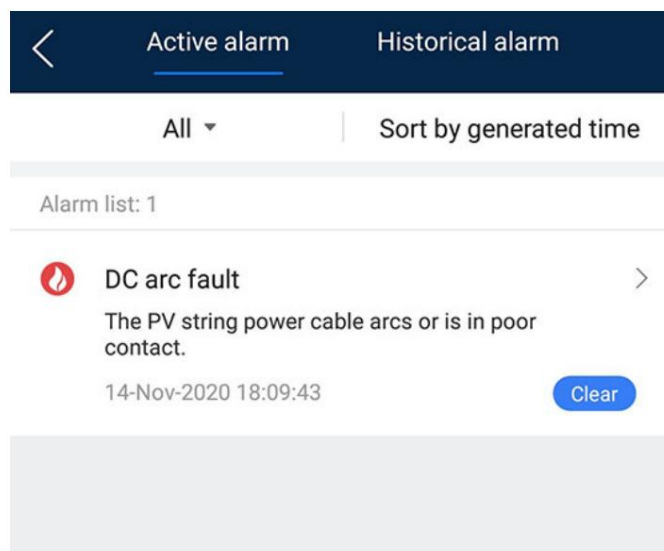 Active alarm Historical alarm
All Sort by generated time
Alarm list: 1
DC arc fault
The PV string power cable arcs or is in poor
contact.
14-Nov-2020 18:09:43 Clear